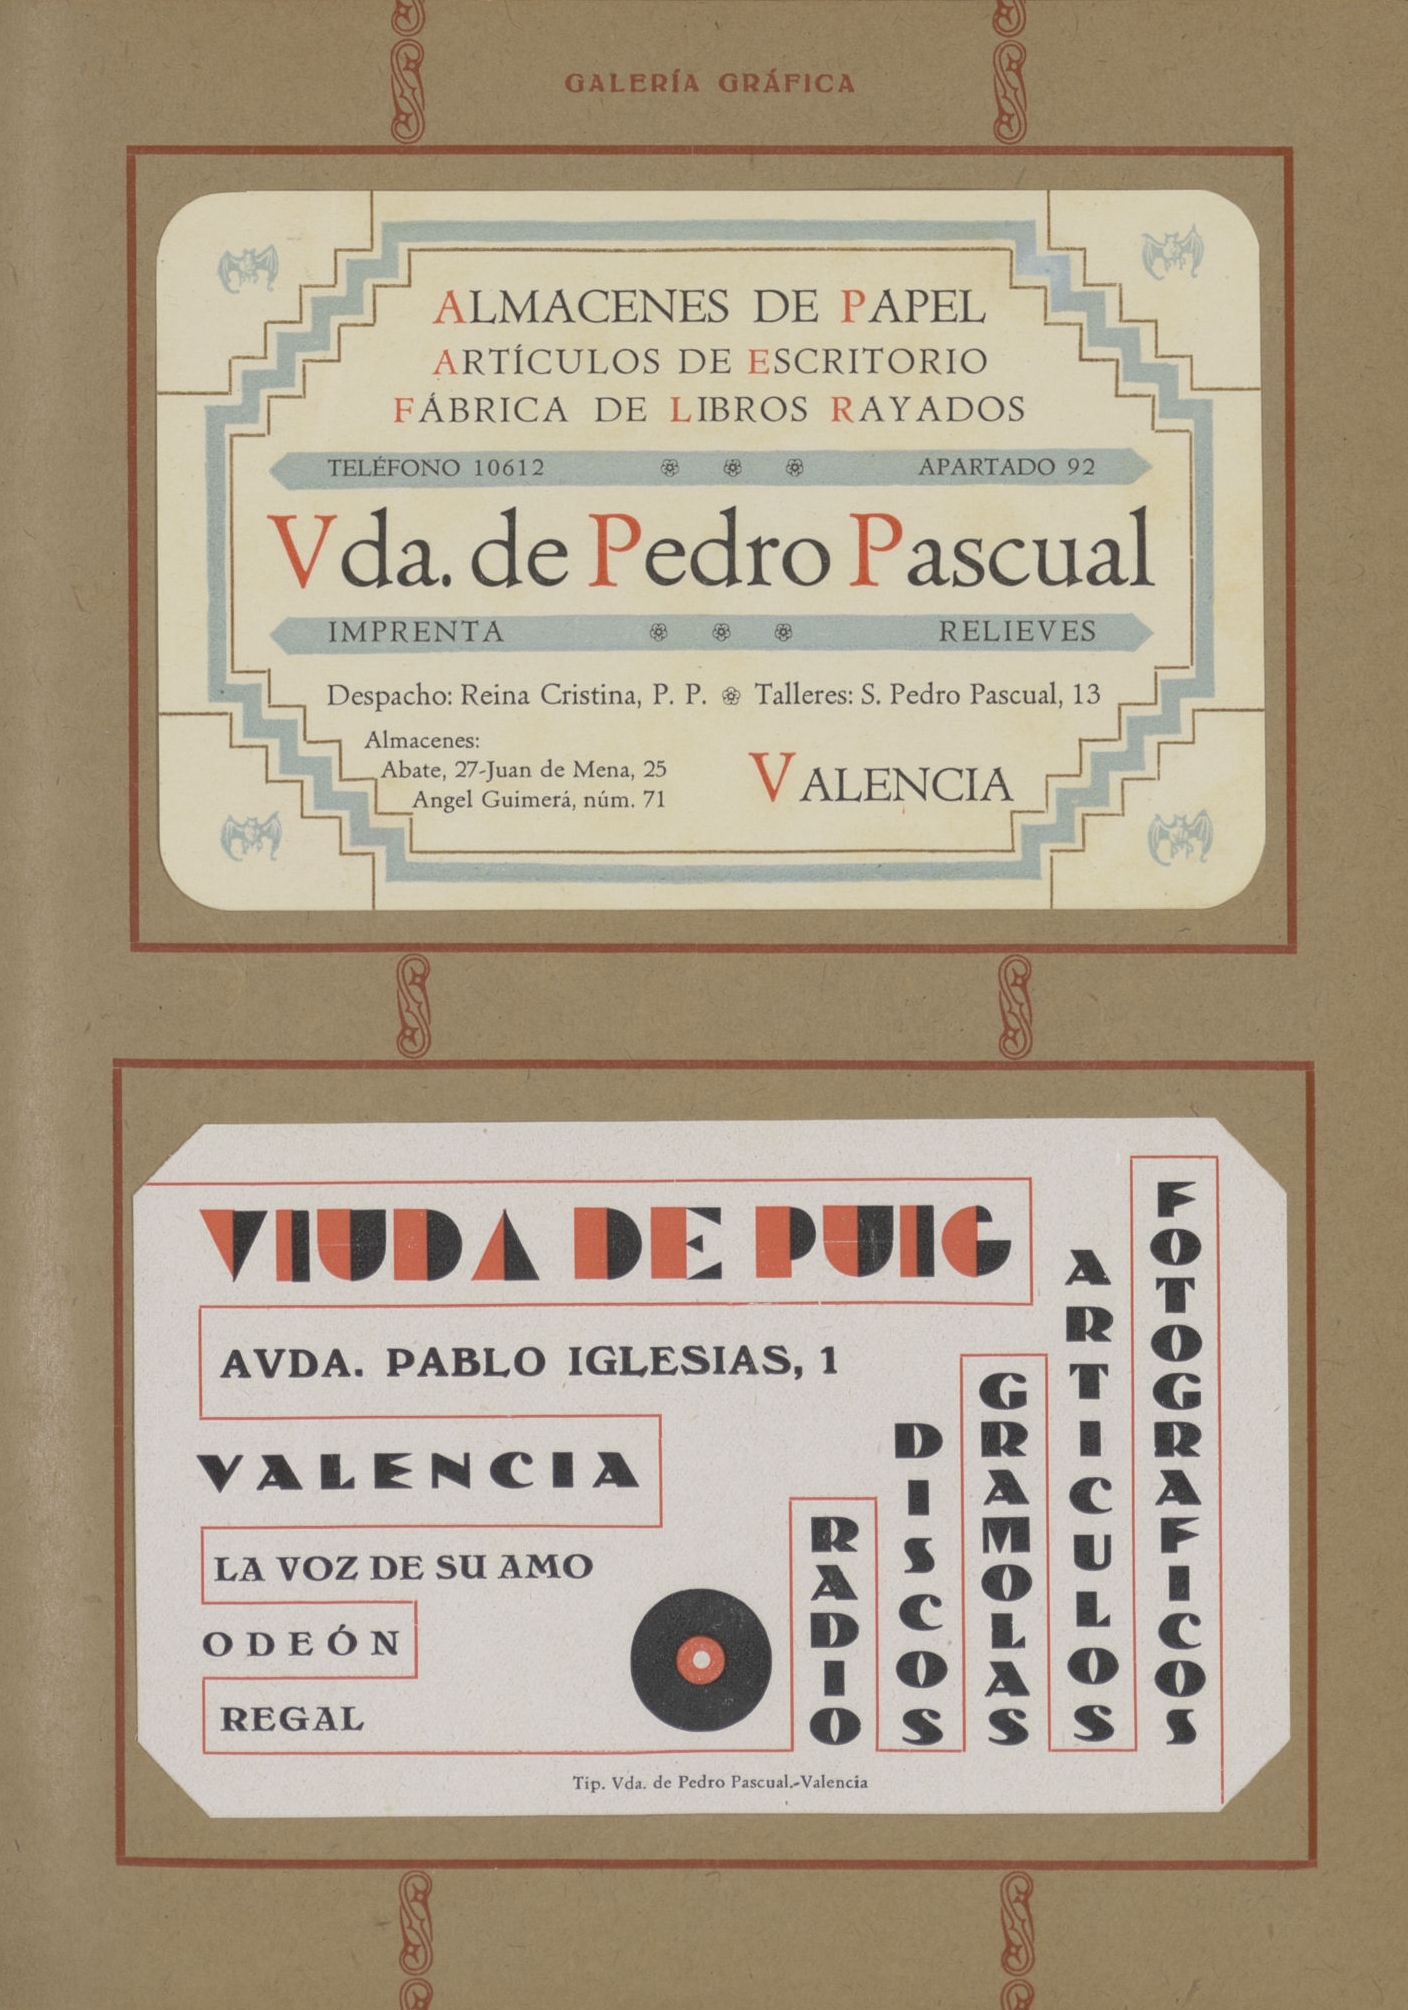 GALERÍA GRÁFICA
ALMACENES DE PAPEL
ARTÍCULOS DE ESCRITORIO
FÁBRICA DE LIBROS RAYADOS
TELÉFONO 10612 APARTADO 92
Vda. de Pedro Pascual
IMPRENTA RELIEVES
Despacho: Reina Cristina, P. P. Talleres: S. Pedro Pascual, 13
Almacenes:
Abate, 27-Juan de Mena, 25
Angel Guimerá, núm. 71
VALENCIA
VIUDA DE PUIG
AVDA. PABLO IGLESIAS, 1
VALENCIA
LA VOZ DE SU AMO
ODEÓN
REGAL
RADIO
DISCOS
GRAMOLAS
ARTICULOS
FOTOGRAFICOS
Tip. Vda. de Pedro Pascual.-Valencia